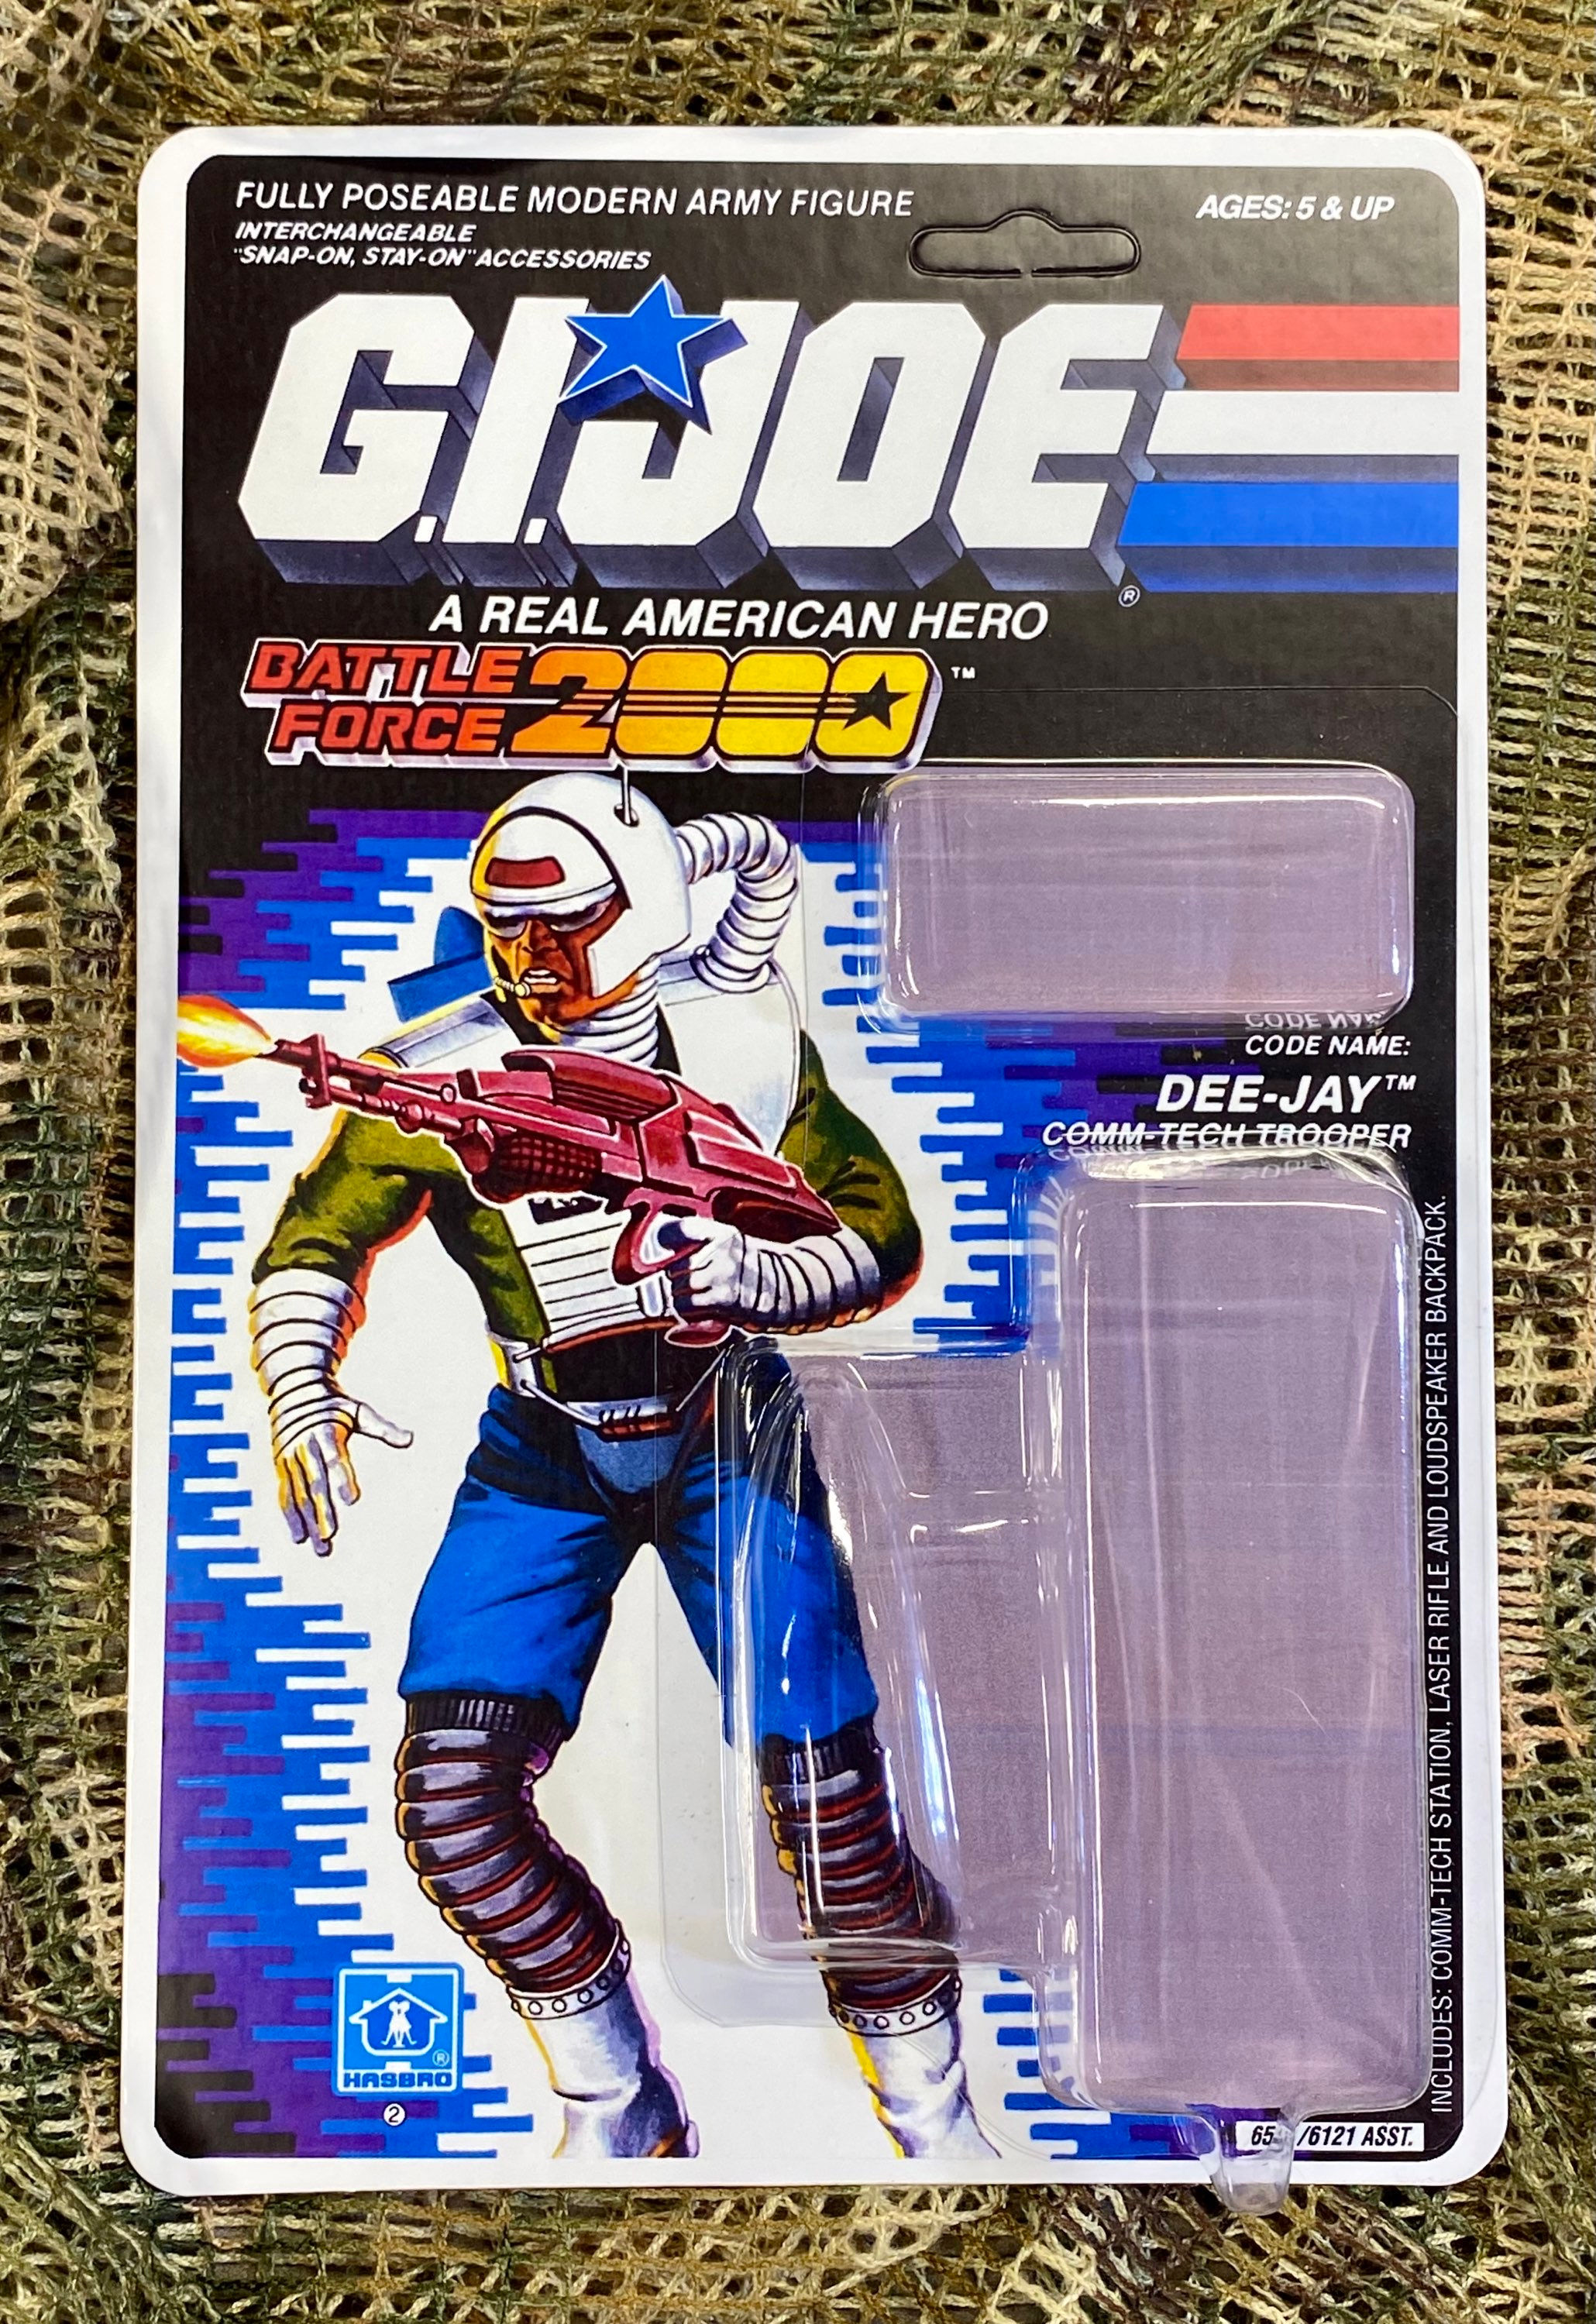 FULLY POSEABLE MODERN ARMY FIGURE
INTERCHANGEABLE
"SNAP-ON, STAY-ON" ACCESSORIES
AGES: 5 & UP
G.I. JOE
®
A REAL AMERICAN HERO
BATTLE
FORCE 2000 ™
CODE NAME:
DEE-JAY™
COMM-TECH TROOPER
INCLUDES: COMM-TECH STATION, LASER RIFLE AND LOUDSPEAKER BACKPACK.
®
HASBRO
2
/6121 ASST.